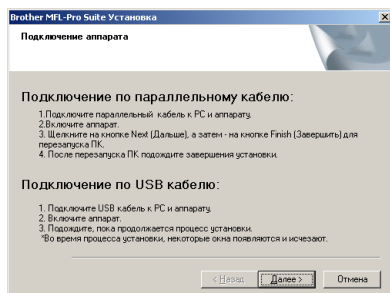 Brother MFL-Pro Suite Установка
Подключение аппарата
Подключение по параллельному кабелю:
1.Подключите параллельный кабель к PC и аппарату.
2.Включите аппарат.
3. Щелкните на кнопке Next (Дальше), а затем - на кнопке Finish (Завершить) для
перезапуска ПК.
4. После перезапуска ПК подождите завершения установки.
Подключение по USB кабелю:
1. Подключите USB кабель к PC и аппарату.
2. Включите аппарат.
3. Подождите, пока продолжается процесс установки.
*Во время процесса установки, некоторые окна появляются и исчезают.
< Назад Далее > Отмена